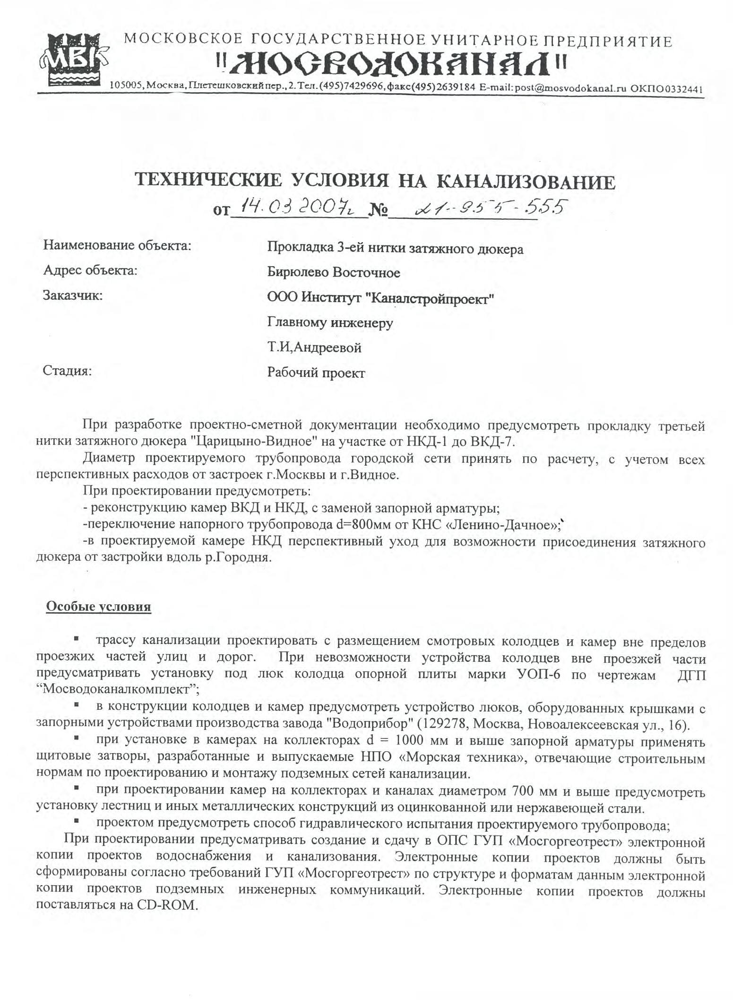 МОСКОВСКОЕ ГОСУДАРСТВЕННОЕ УНИТАРНОЕ ПРЕДПРИЯТИЕ
МВК
"МОСВОДОКАНАЛ"
105005, Москва, Плетешковский пер., 2. Тел. (495)7429696, факс(495)2639184 E-mail: post@mosvodokanal.ru ОКПО0332441
ТЕХНИЧЕСКИЕ УСЛОВИЯ НА КАНАЛИЗОВАНИЕ
от 14.03 2007г №
Наименование объекта: Прокладка 3-ей нитки затяжного дюкера
Адрес объекта: Бирюлево Восточное
Заказчик: ООО Институт "Каналстройпроект"
Главному инженеру
Т.И,Андреевой
Стадия: Рабочий проект
При разработке проектно-сметной документации необходимо предусмотреть прокладку третьей
нитки затяжного дюкера "Царицыно-Видное" на участке от НКД-1 до ВКД-7.
Диаметр проектируемого трубопровода городской сети принять по расчету, с учетом всех
перспективных расходов от застроек г.Москвы и г.Видное.
При проектировании предусмотреть:
- реконструкцию камер ВКД и НКД, с заменой запорной арматуры;
-переключение напорного трубопровода d=800мм от КНС «Ленино-Дачное»;
-в проектируемой камере НКД перспективный уход для возможности присоединения затяжного
дюкера от застройки вдоль р.Городня.
Особые условия
▪ трассу канализации проектировать с размещением смотровых колодцев и камер вне пределов
проезжих частей улиц и дорог. При невозможности устройства колодцев вне проезжей части
предусматривать установку под люк колодца опорной плиты марки УОП-6 по чертежам ДГП
“Мосводоканалкомплект”;
▪ в конструкции колодцев и камер предусмотреть устройство люков, оборудованных крышками с
запорными устройствами производства завода "Водоприбор" (129278, Москва, Новоалексеевская ул., 16).
▪ при установке в камерах на коллекторах d = 1000 мм и выше запорной арматуры применять
щитовые затворы, разработанные и выпускаемые НПО «Морская техника», отвечающие строительным
нормам по проектированию и монтажу подземных сетей канализации.
▪ при проектировании камер на коллекторах и каналах диаметром 700 мм и выше предусмотреть
установку лестниц и иных металлических конструкций из оцинкованной или нержавеющей стали.
▪ проектом предусмотреть способ гидравлического испытания проектируемого трубопровода;
При проектировании предусматривать создание и сдачу в ОПС ГУП «Мосгоргеотрест» электронной
копии проектов водоснабжения и канализования. Электронные копии проектов должны быть
сформированы согласно требований ГУП «Мосгоргеотрест» по структуре и форматам данным электронной
копии проектов подземных инженерных коммуникаций. Электронные копии проектов должны
поставляться на CD-ROM.